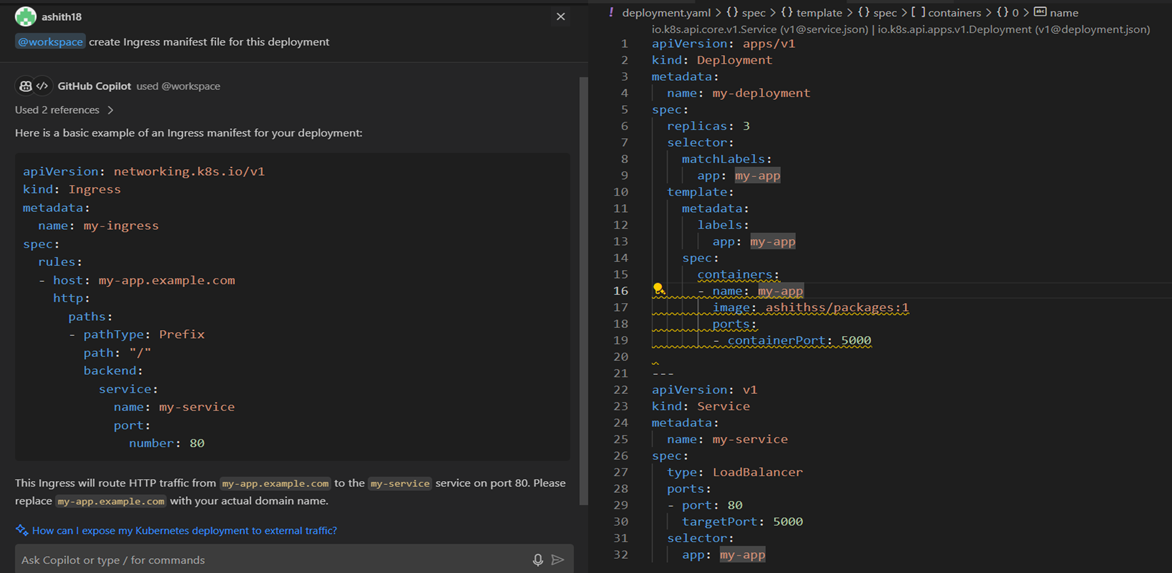 ashith18
@workspace create Ingress manifest file for this deployment
GitHub Copilot used @workspace
Used 2 references
Here is a basic example of an Ingress manifest for your deployment:
apiVersion: networking.k8s.io/v1
kind: Ingress
metadata:
  name: my-ingress
spec:
  rules:
  - host: my-app.example.com
    http:
      paths:
      - pathType: Prefix
        path: "/"
        backend:
          service:
            name: my-service
            port:
              number: 80
This Ingress will route HTTP traffic from my-app.example.com to the my-service service on port 80. Please
replace my-app.example.com with your actual domain name.
How can I expose my Kubernetes deployment to external traffic?
Ask Copilot or type / for commands
! deployment.yaml > {} spec > {} template > {} spec > [ ] containers > {} 0 > abc name
io.k8s.api.core.v1.Service (v1@service.json) | io.k8s.api.apps.v1.Deployment (v1@deployment.json)
1 apiVersion: apps/v1
2 kind: Deployment
3 metadata:
4   name: my-deployment
5 spec:
6   replicas: 3
7   selector:
8     matchLabels:
9       app: my-app
10   template:
11     metadata:
12       labels:
13         app: my-app
14     spec:
15       containers:
16       - name: my-app
17         image: ashithss/packages:1
18         ports:
19         - containerPort: 5000
20
21 ---
22 apiVersion: v1
23 kind: Service
24 metadata:
25   name: my-service
26 spec:
27   type: LoadBalancer
28   ports:
29   - port: 80
30     targetPort: 5000
31   selector:
32     app: my-app